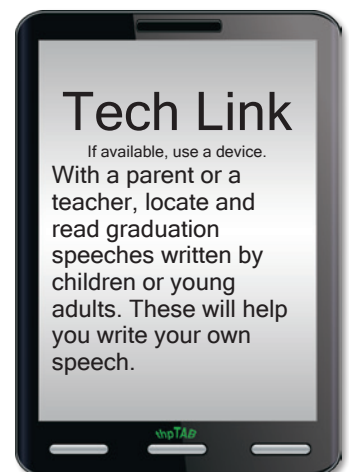 Tech Link
If available, use a device.
With a parent or a
teacher, locate and
read graduation
speeches written by
children or young
adults. These will help
you write your own
speech.
thpTAB